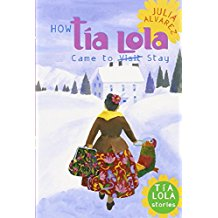 JULIA
ALVAREZ
HOW
tía Lola
Came to Visit Stay
TÍA
LOLA
stories